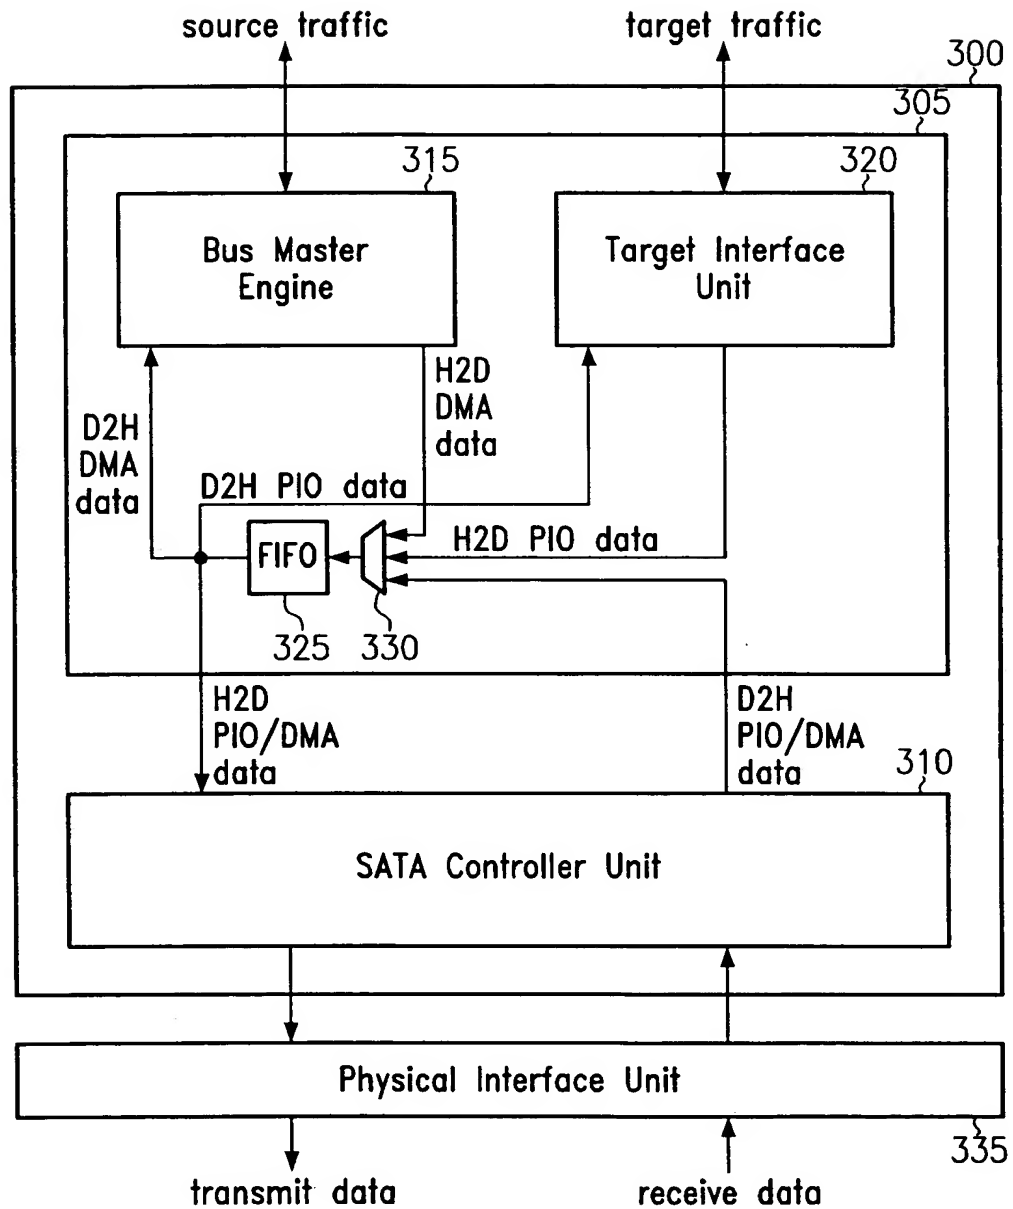 source traffic
target traffic
300
305
315
320
Bus Master
Engine
Target Interface
Unit
H2D
DMA
data
D2H
DMA
data
D2H PIO data
FIFO
H2D PIO data
325
330
H2D
PIO/DMA
data
D2H
PIO/DMA
data
310
SATA Controller Unit
Physical Interface Unit
335
transmit data
receive data